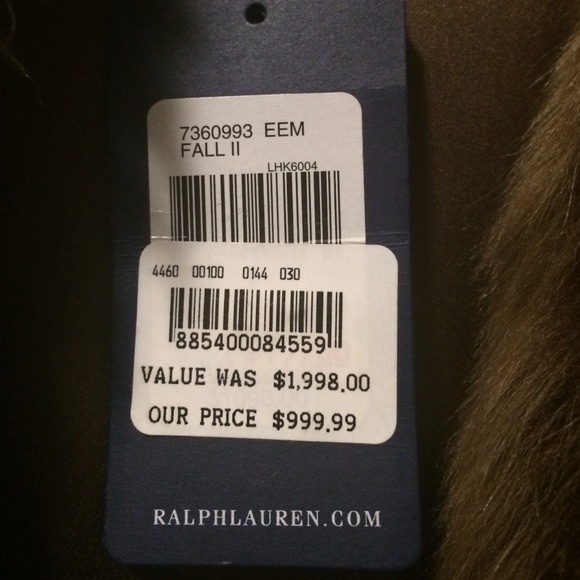 7360993 EEM
FALL II
LHK6004
4460 00100 0144 030
885400084559
VALUE WAS $1,998.00
OUR PRICE $999.99
RALPHLAUREN.COM